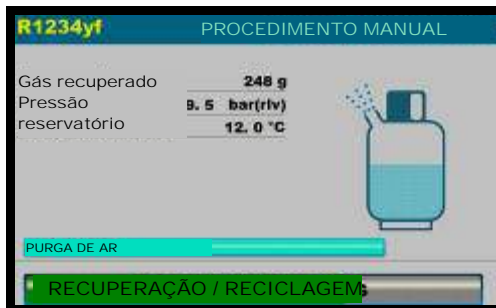 R1234yf PROCEDIMENTO MANUAL
Gás recuperado 248 g
Pressão 9. 5 bar(rlv)
reservatório 12. 0 °C
PURGA DE AR
RECUPERAÇÃO / RECICLAGEM